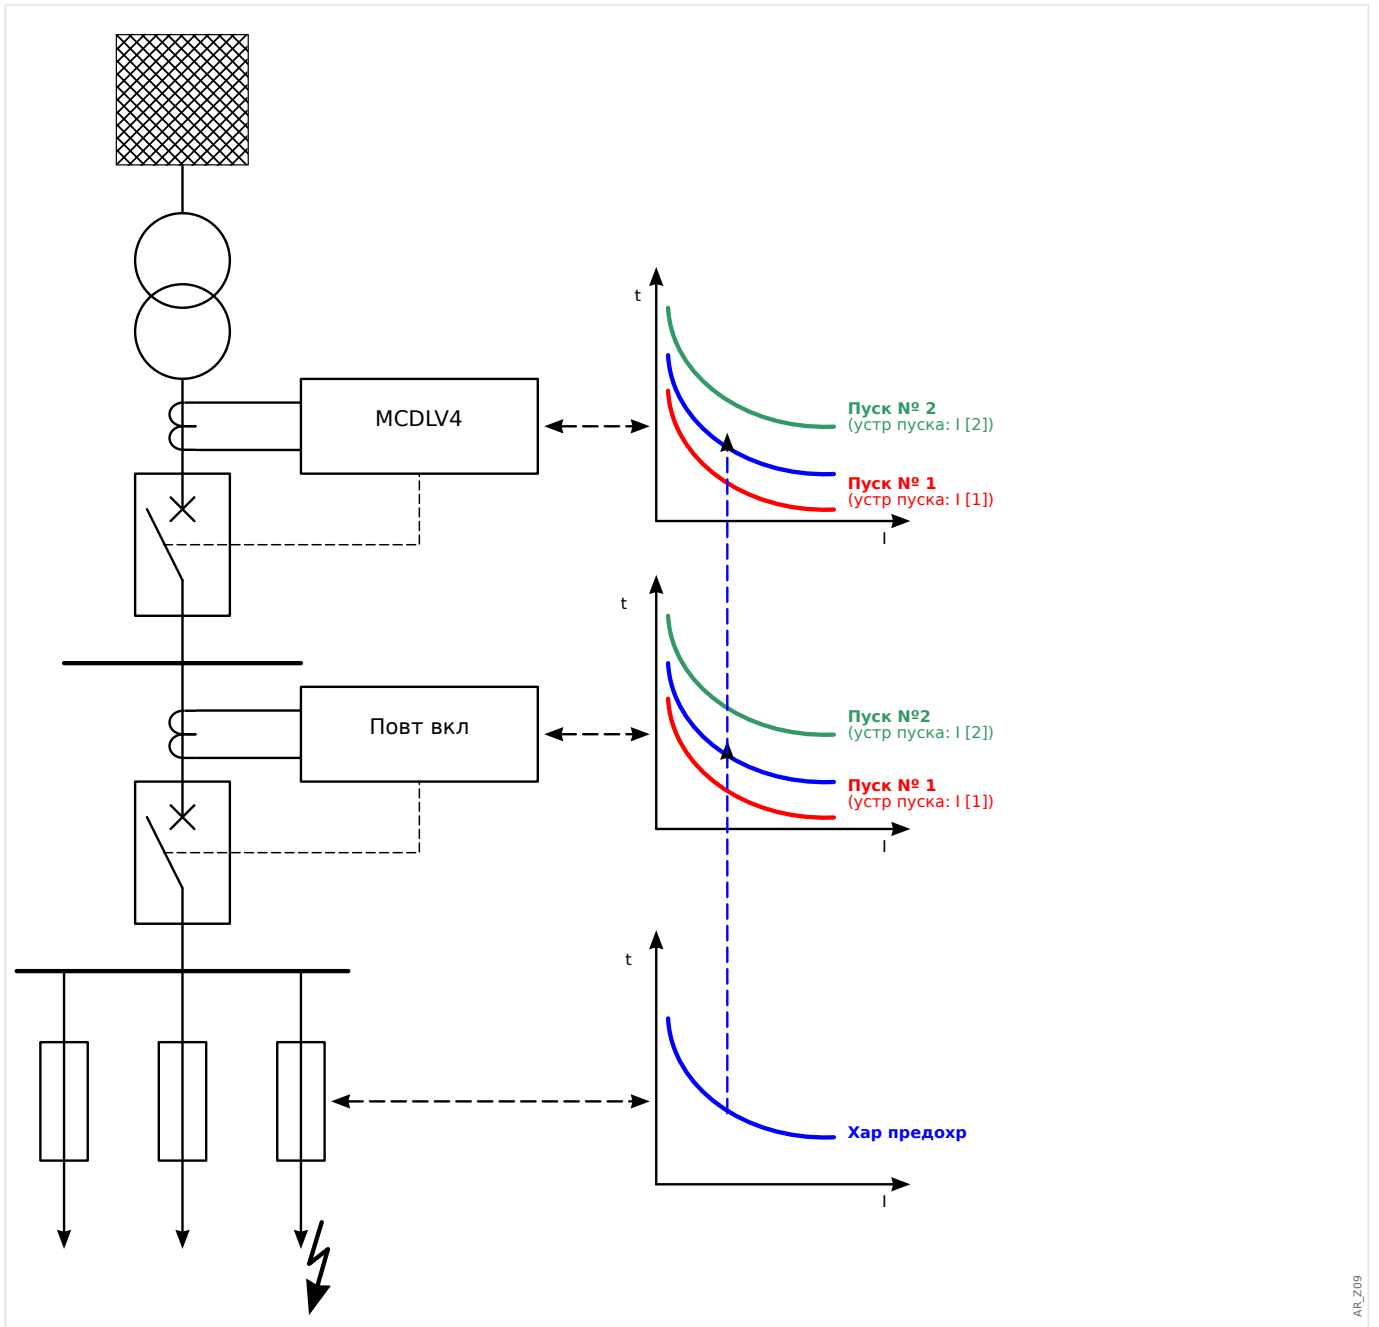 t
MCDLV4
Пуск № 2
(устр пуска: I [2])
Пуск № 1
(устр пуска: I [1])
I
t
Повт вкл
Пуск №2
(устр пуска: I [2])
Пуск № 1
(устр пуска: I [1])
I
t
Хар предохр
I
AR_Z09